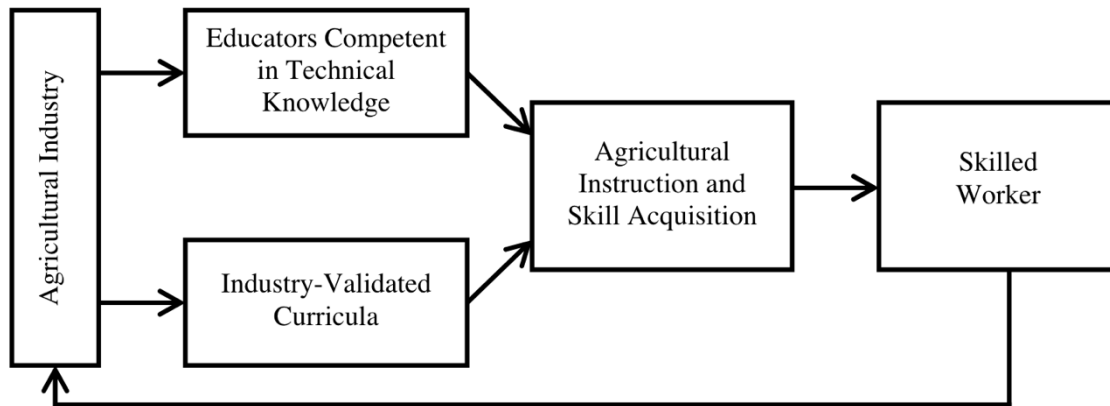 Agricultural Industry
Educators Competent
in Technical
Knowledge
Industry-Validated
Curricula
Agricultural
Instruction and
Skill Acquisition
Skilled
Worker